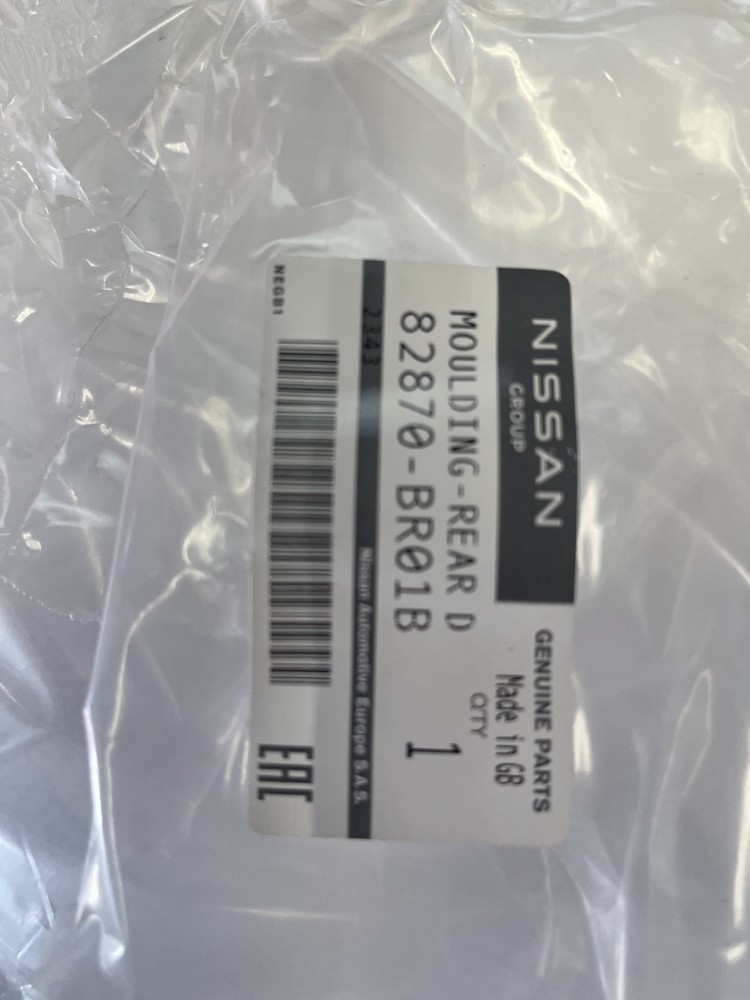 NISSAN
GROUP
GENUINE PARTS
Made in GB
MOULDING-REAR D
QTY
82870-BR01B
1
2343
Nissan Automotive Europe S.A.S.
NEGB1
EAC